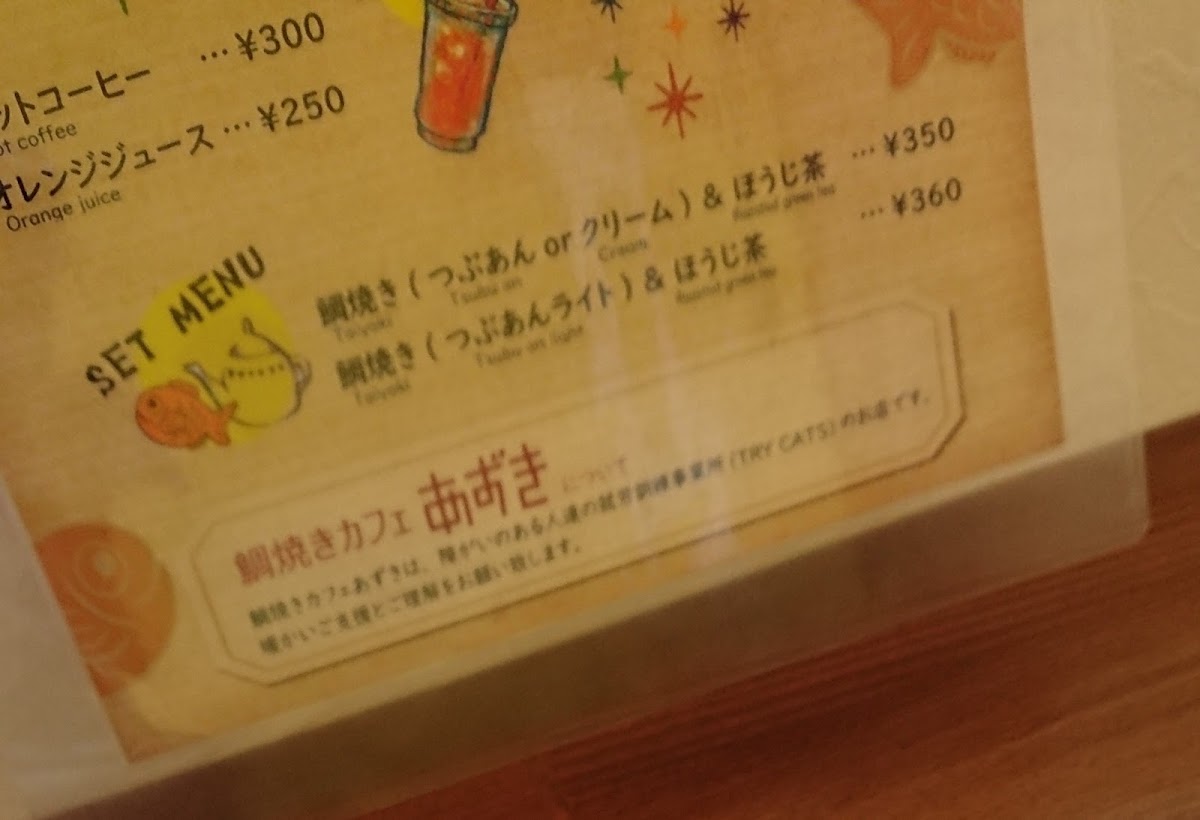 ットコーヒー …¥300
ot coffee
オレンジジュース …¥250
Orange juice
SET MENU
鯛焼き(つぶあん or クリーム) & ほうじ茶 …¥350
Taiyaki Tsubu an Cream Roasted green tea
鯛焼き(つぶあんライト) & ほうじ茶 …¥360
Taiyaki Tsubu an light Roasted green tea
鯛焼きカフェ あずき について
鯛焼きカフェあずきは、障がいのある人達の就労訓練事業所(TRY CATS)のお店です。
暖かいご支援とご理解をお願い致します。